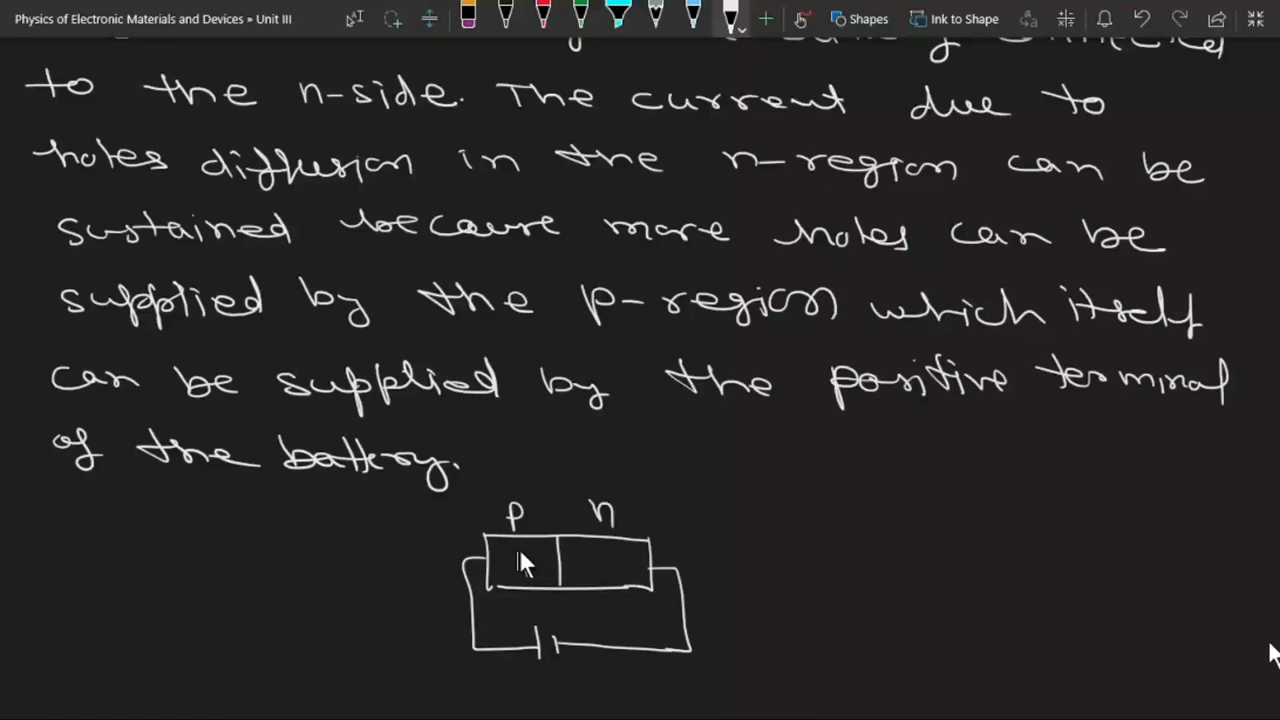 Physics of Electronic Materials and Devices » Unit III
Shapes
Ink to Shape
to the n-side. The current due to
holes diffusion in the n-region can be
sustained because more holes can be
supplied by the p-region which itself
can be supplied by the positive terminal
of the battery.
p n